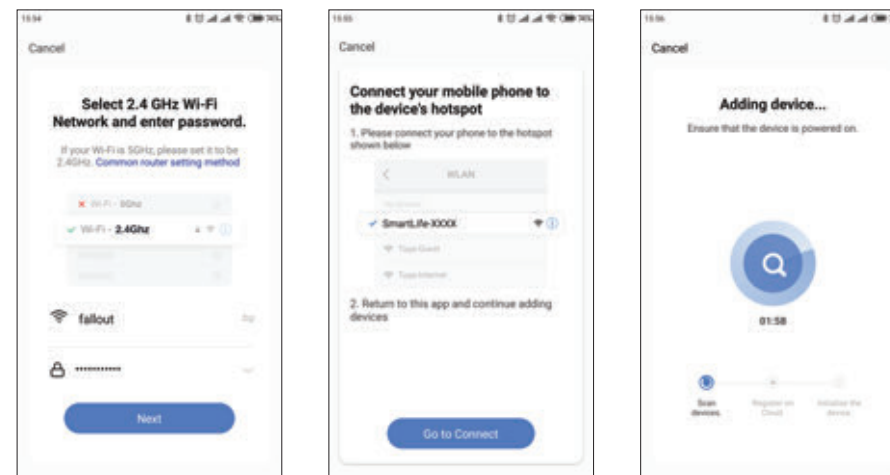 15:54
Cancel
Select 2.4 GHz Wi-Fi
Network and enter password.
If your Wi-Fi is 5GHz, please set it to be
2.4GHz. Common router setting method
Wi-Fi - 5Ghz
Wi-Fi - 2.4Ghz
fallout
Next
15:55
Cancel
Connect your mobile phone to
the device's hotspot
1. Please connect your phone to the hotspot
shown below
WLAN
SmartLife-XXXX
Tuya-Guest
Tuya-Internet
2. Return to this app and continue adding
devices
Go to Connect
15:56
Cancel
Adding device...
Ensure that the device is powered on.
01:58
Scan
devices.
Register on
Cloud
Initialize the
device